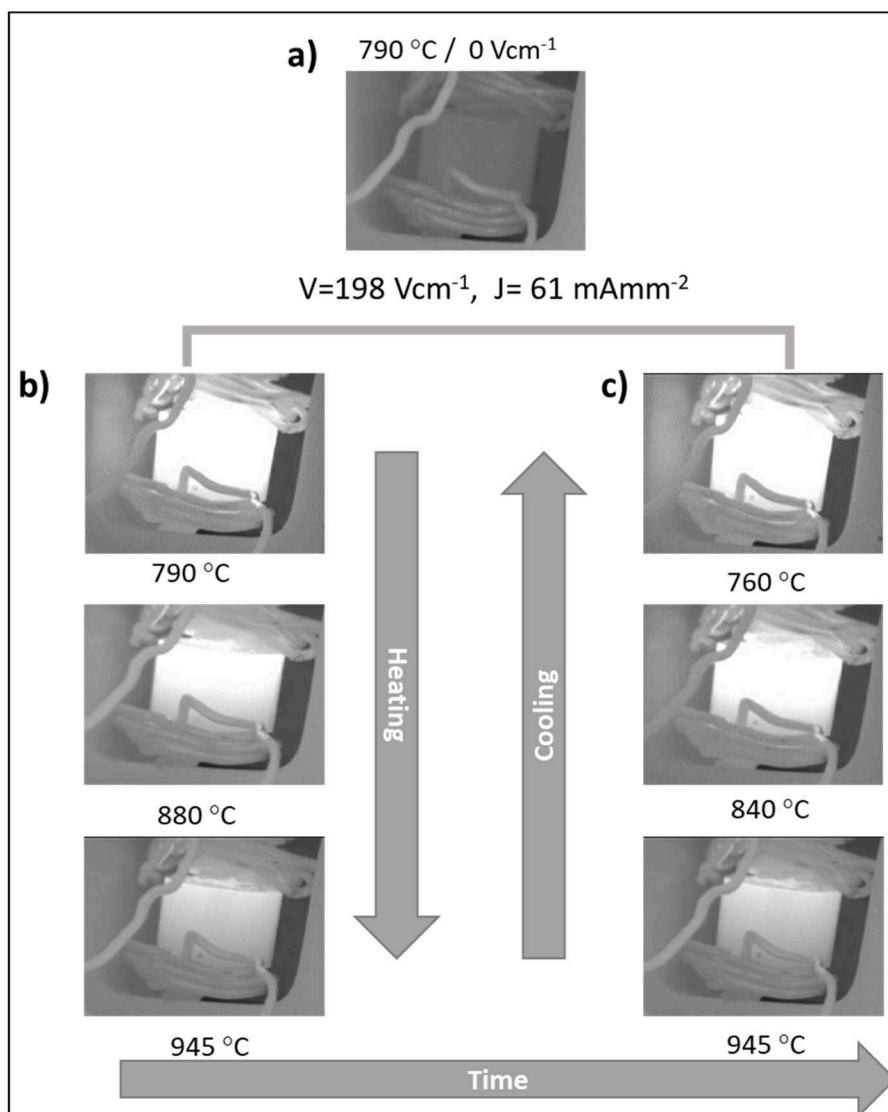 a) 790 °C / 0 Vcm⁻¹
V=198 Vcm⁻¹, J= 61 mAmm⁻²
b)
790 °C
880 °C
945 °C
Heating
Cooling
c)
760 °C
840 °C
945 °C
Time